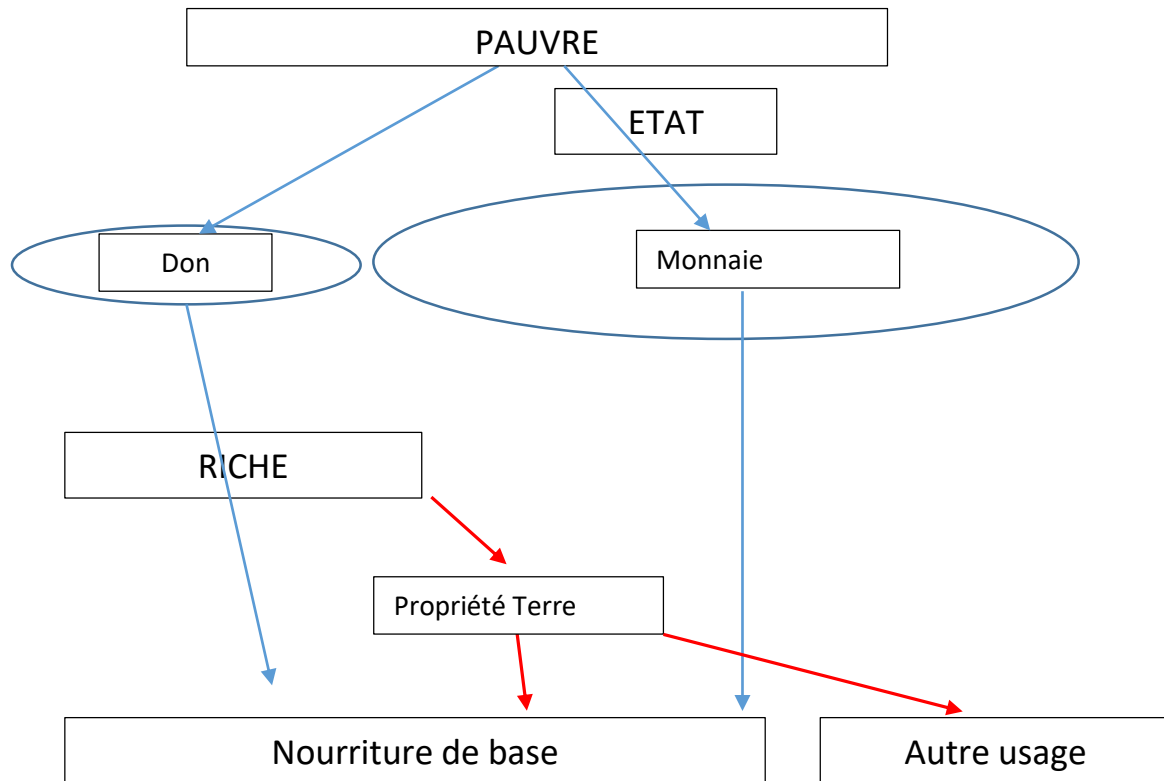 PAUVRE
ETAT
Don
Monnaie
RICHE
Propriété Terre
Nourriture de base
Autre usage